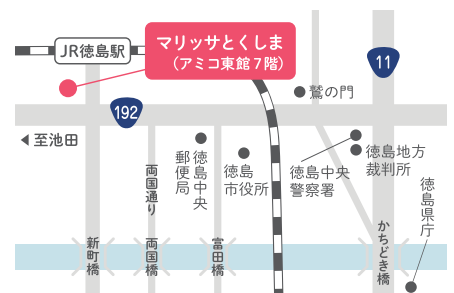 JR徳島駅
マリッサとくしま
（アミコ東館７階）
11
192
鷲の門
至池田
両国通り
徳島中央
郵便局
徳島
市役所
徳島中央
警察署
徳島地方
裁判所
徳島県庁
新町橋
両国橋
富田橋
かちどき橋